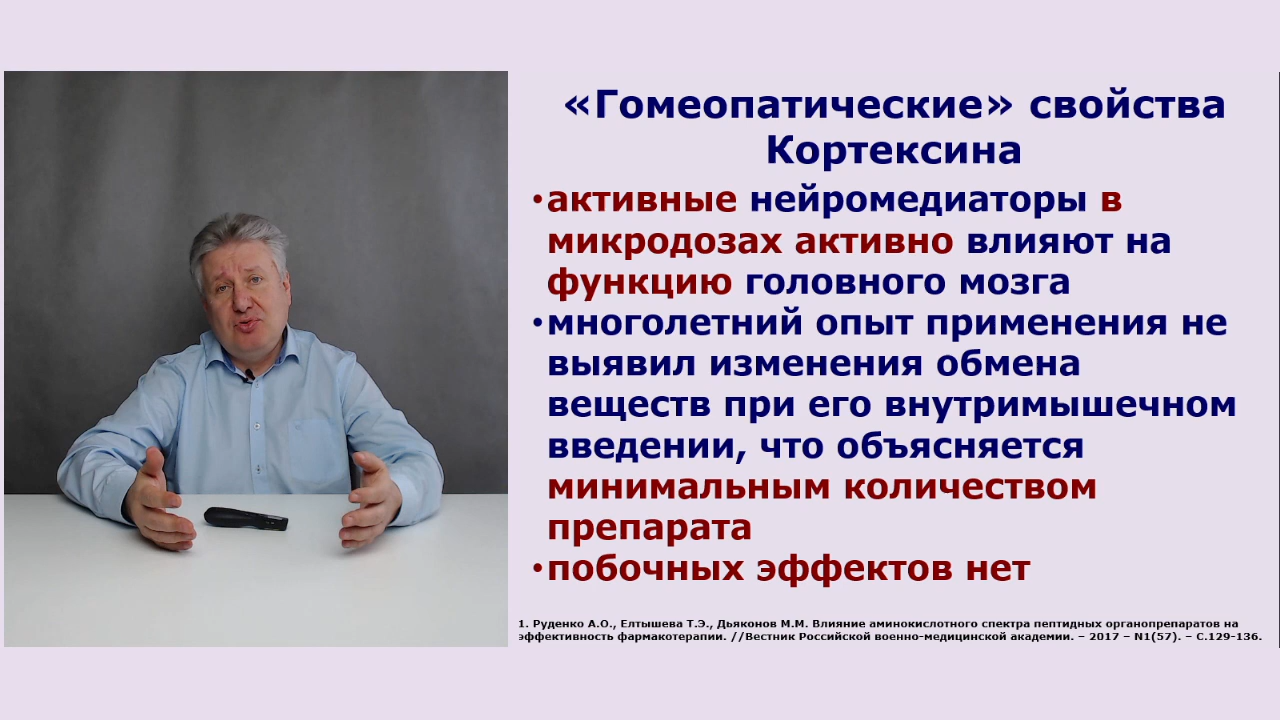 «Гомеопатические» свойства
Кортексина
•активные нейромедиаторы в
микродозах активно влияют на
функцию головного мозга
•многолетний опыт применения не
выявил изменения обмена
веществ при его внутримышечном
введении, что объясняется
минимальным количеством
препарата
•побочных эффектов нет
1. Руденко А.О., Елтышева Т.Э., Дьяконов М.М. Влияние аминокислотного спектра пептидных органопрепаратов на
эффективность фармакотерапии. //Вестник Российской военно-медицинской академии. – 2017 – N1(57). – С.129-136.